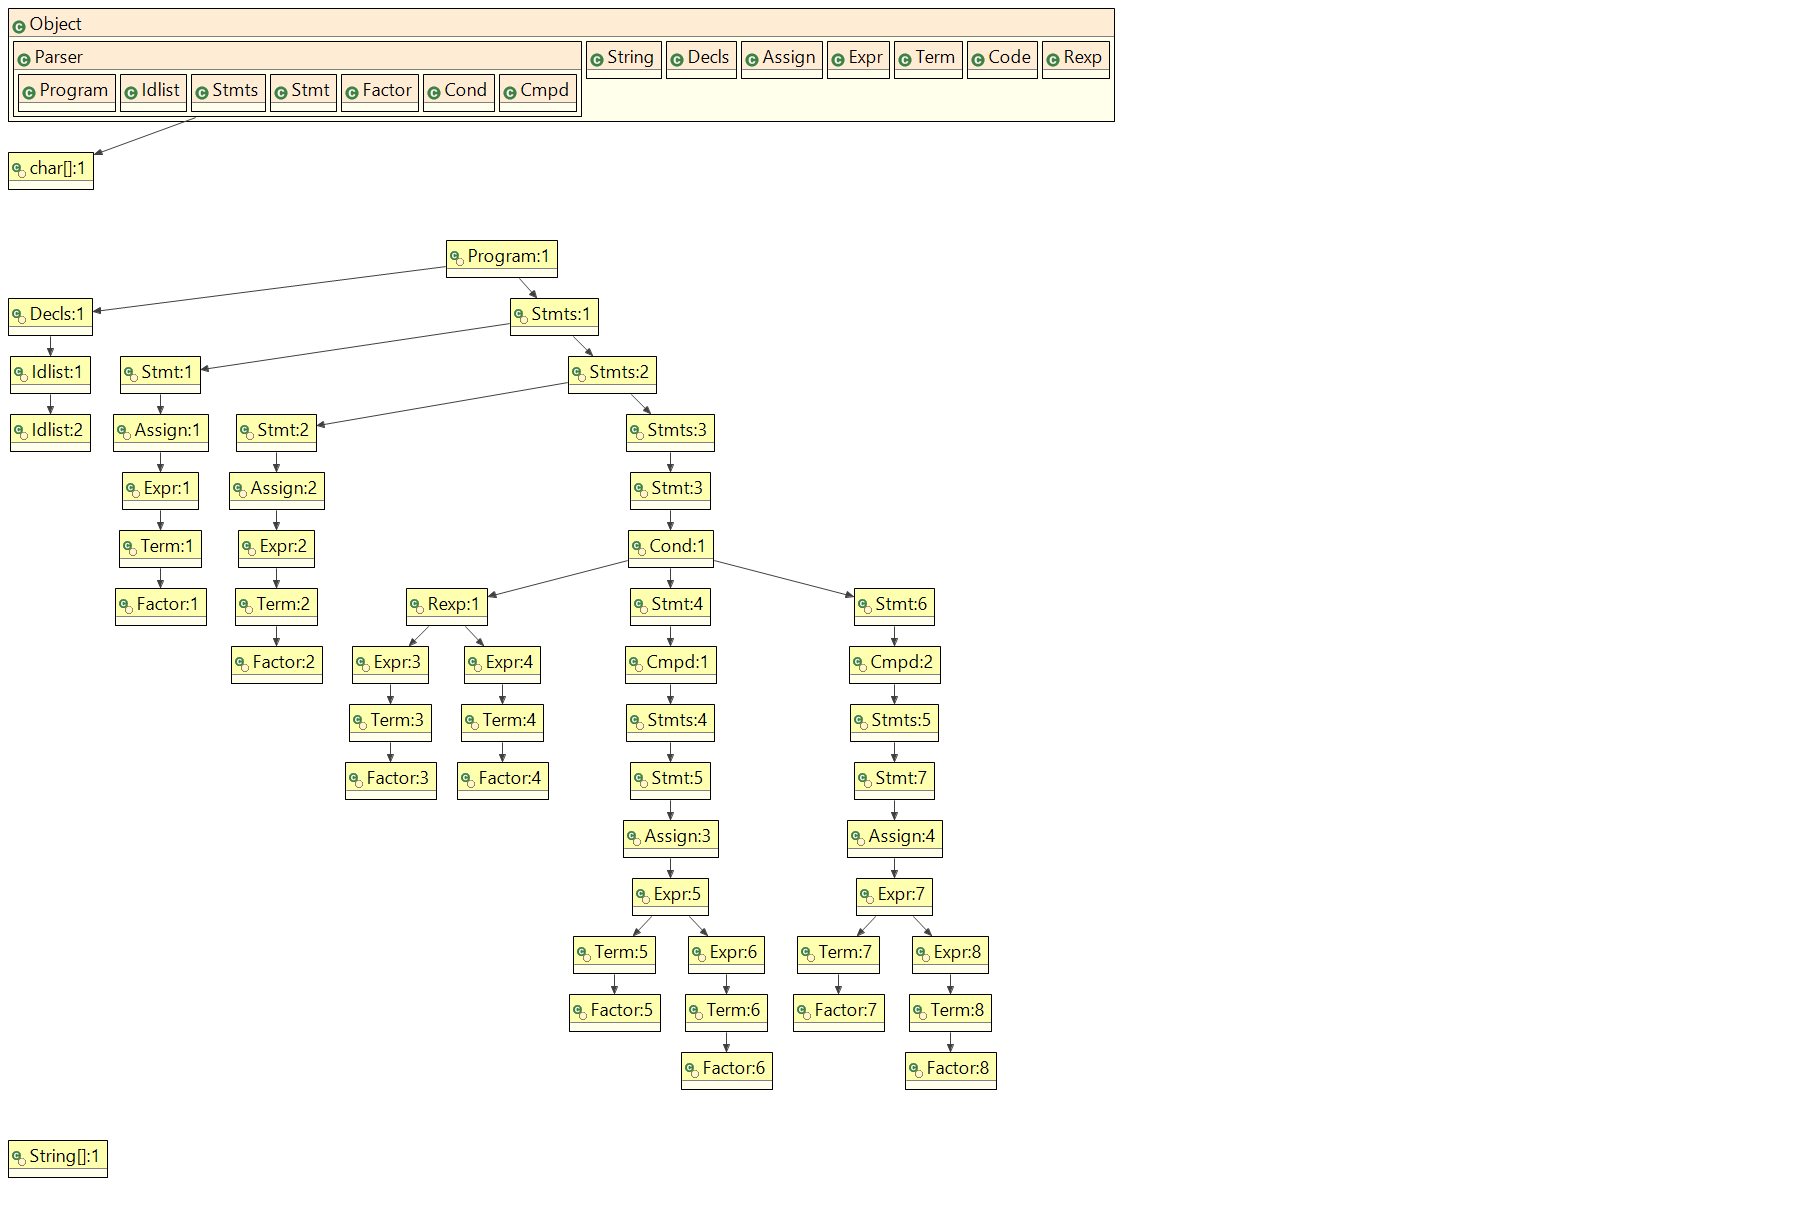 Object
Parser String Decls Assign Expr Term Code Rexp
Program Idlist Stmts Stmt Factor Cond Cmpd
char[]:1
Program:1
Decls:1 Stmts:1
Idlist:1 Stmt:1 Stmts:2
Idlist:2 Assign:1 Stmt:2 Stmts:3
Expr:1 Assign:2 Stmt:3
Term:1 Expr:2 Cond:1
Factor:1 Term:2 Rexp:1 Stmt:4 Stmt:6
Factor:2 Expr:3 Expr:4 Cmpd:1 Cmpd:2
Term:3 Term:4 Stmts:4 Stmts:5
Factor:3 Factor:4 Stmt:5 Stmt:7
Assign:3 Assign:4
Expr:5 Expr:7
Term:5 Expr:6 Term:7 Expr:8
Factor:5 Term:6 Factor:7 Term:8
Factor:6 Factor:8
String[]:1